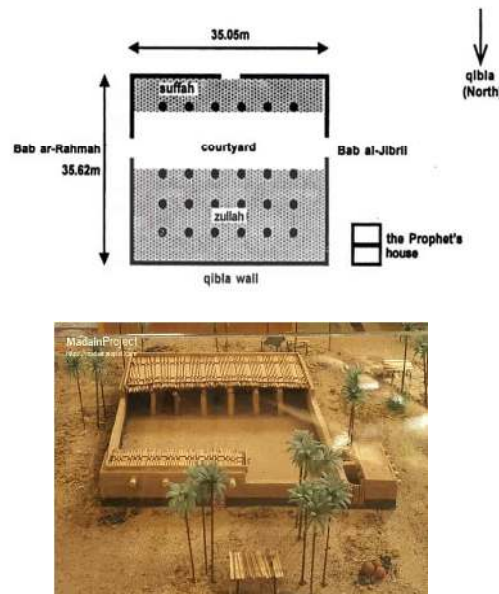 35.05m
qibla
(North)
suffah
Bab ar-Rahmah
courtyard
Bab al-Jibril
35.62m
zullah
the Prophet's
house
qibla wall
MadainProject